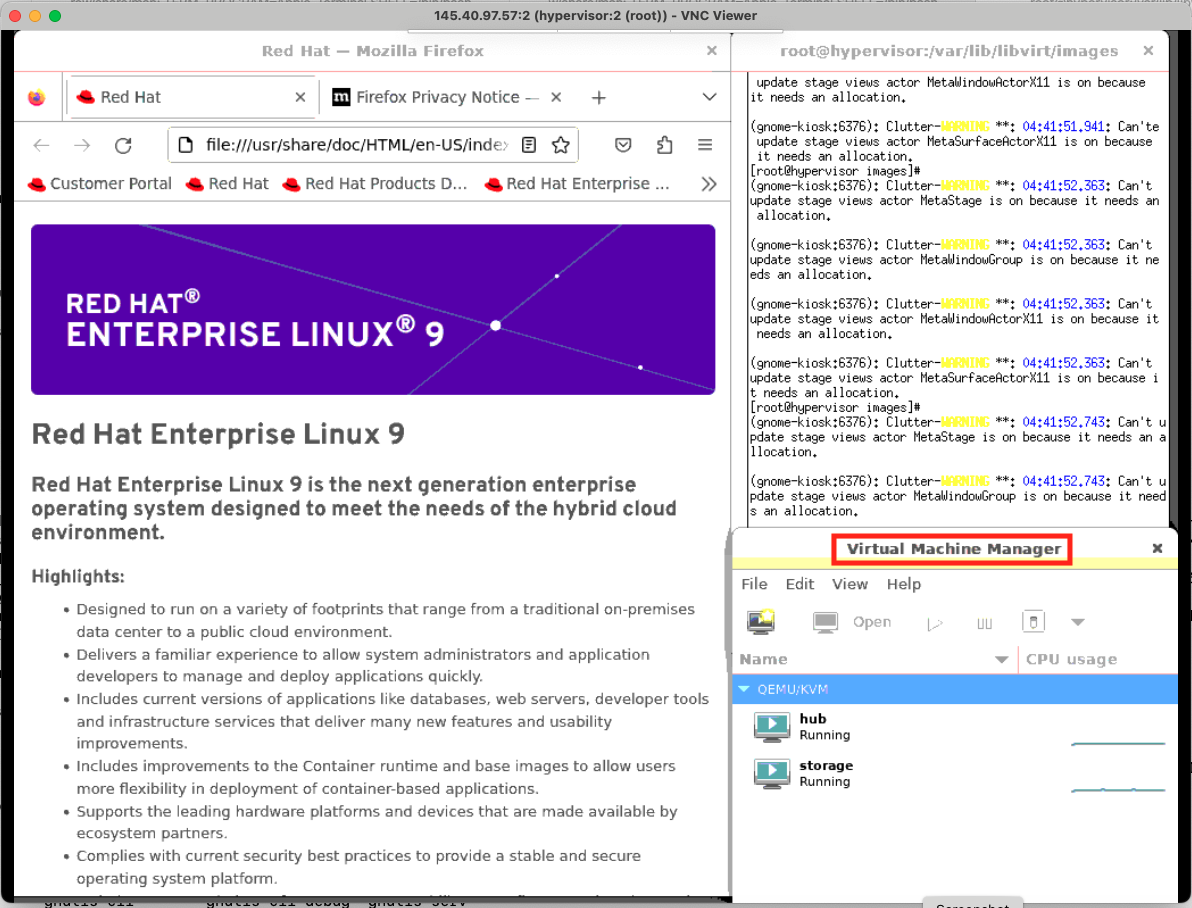 145.40.97.57:2 (hypervisor:2 (root)) - VNC Viewer
Red Hat — Mozilla Firefox
Red Hat
Firefox Privacy Notice —
file:///usr/share/doc/HTML/en-US/index
Customer Portal
Red Hat
Red Hat Products D...
Red Hat Enterprise ...
RED HAT®
ENTERPRISE LINUX® 9
Red Hat Enterprise Linux 9
Red Hat Enterprise Linux 9 is the next generation enterprise
operating system designed to meet the needs of the hybrid cloud
environment.
Highlights:
• Designed to run on a variety of footprints that range from a traditional on-premises
data center to a public cloud environment.
• Delivers a familiar experience to allow system administrators and application
developers to manage and deploy applications quickly.
• Includes current versions of applications like databases, web servers, developer tools
and infrastructure services that deliver many new features and usability
improvements.
• Includes improvements to the Container runtime and base images to allow users
more flexibility in deployment of container-based applications.
• Supports the leading hardware platforms and devices that are made available by
ecosystem partners.
• Complies with current security best practices to provide a stable and secure
operating system platform.
root@hypervisor:/var/lib/libvirt/images
update stage views actor MetaWindowActorX11 is on because
it needs an allocation.
(gnome-kiosk:6376): Clutter-WARNING **: 04:41:51.941: Can'te
update stage views actor MetaSurfaceActorX11 is on because
it needs an allocation.
[root@hypervisor images]#
(gnome-kiosk:6376): Clutter-WARNING **: 04:41:52.363: Can't
update stage views actor MetaStage is on because it needs an
allocation.
(gnome-kiosk:6376): Clutter-WARNING **: 04:41:52.363: Can't
update stage views actor MetaWindowGroup is on because it ne
eds an allocation.
(gnome-kiosk:6376): Clutter-WARNING **: 04:41:52.363: Can't
update stage views actor MetaWindowActorX11 is on because it
needs an allocation.
(gnome-kiosk:6376): Clutter-WARNING **: 04:41:52.363: Can't
update stage views actor MetaSurfaceActorX11 is on because i
t needs an allocation.
[root@hypervisor images]#
(gnome-kiosk:6376): Clutter-WARNING **: 04:41:52.743: Can't u
pdate stage views actor MetaStage is on because it needs an a
llocation.
(gnome-kiosk:6376): Clutter-WARNING **: 04:41:52.743: Can't u
pdate stage views actor MetaWindowGroup is on because it need
s an allocation.
Virtual Machine Manager
File Edit View Help
Open
Name CPU usage
QEMU/KVM
hub
Running
storage
Running